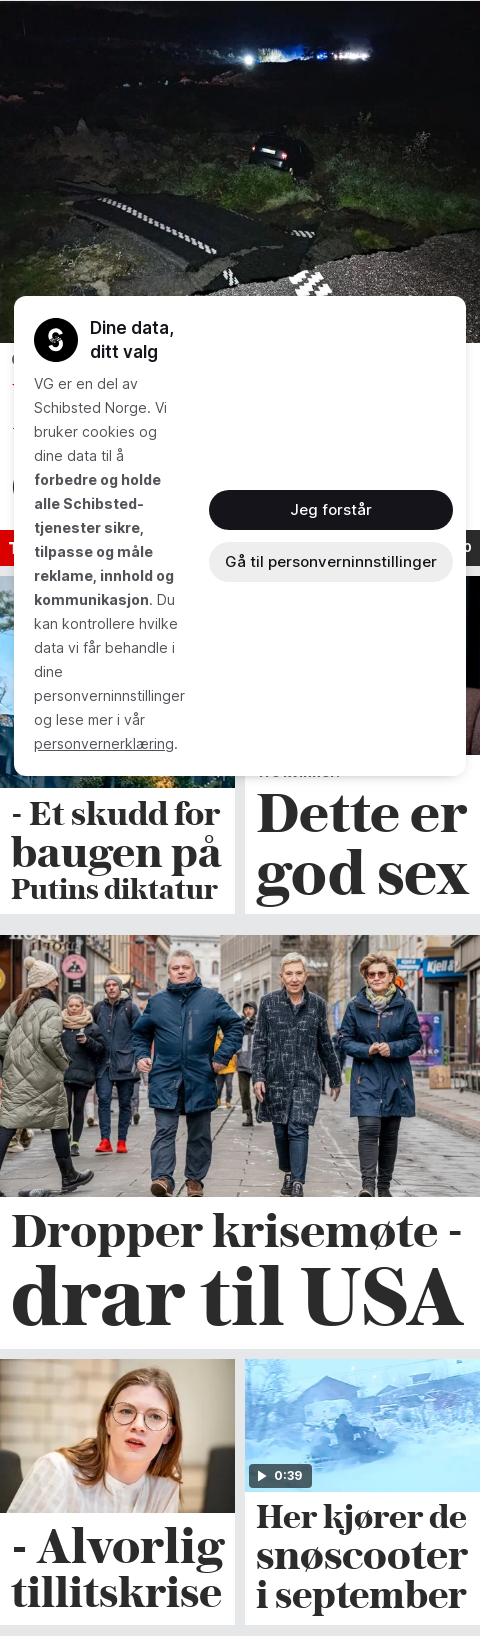 Dine data,
ditt valg
VG er en del av
Schibsted Norge. Vi
bruker cookies og
dine data til å
forbedre og holde
alle Schibsted-
tjenester sikre,
tilpasse og måle
reklame, innhold og
kommunikasjon. Du
kan kontrollere hvilke
data vi får behandle i
dine
personverninnstillinger
og lese mer i vår
personvernerklæring.
Jeg forstår
Gå til personverninnstillinger
- Et skudd for
baugen på
Putins diktatur
Dette er
god sex
Kjell &
Dropper krisemøte -
drar til USA
- Alvorlig
tillitskrise
0:39
Her kjører de
snøscooter
i september